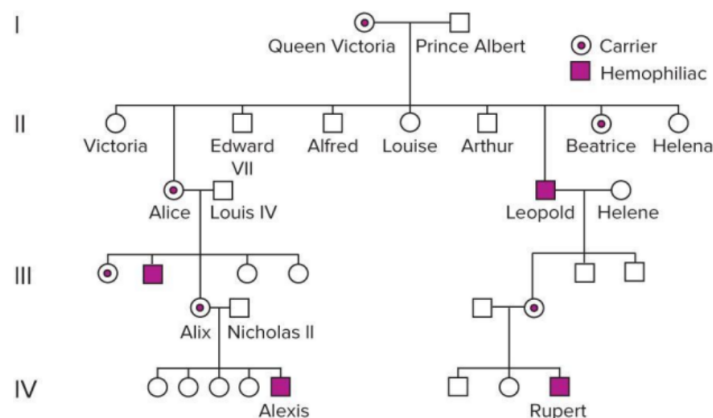 I
Queen Victoria Prince Albert
Carrier
Hemophiliac
II
Victoria Edward Alfred Louise Arthur Beatrice Helena
VII
Alice Louis IV Leopold Helene
III
Alix Nicholas II
IV
Alexis Rupert